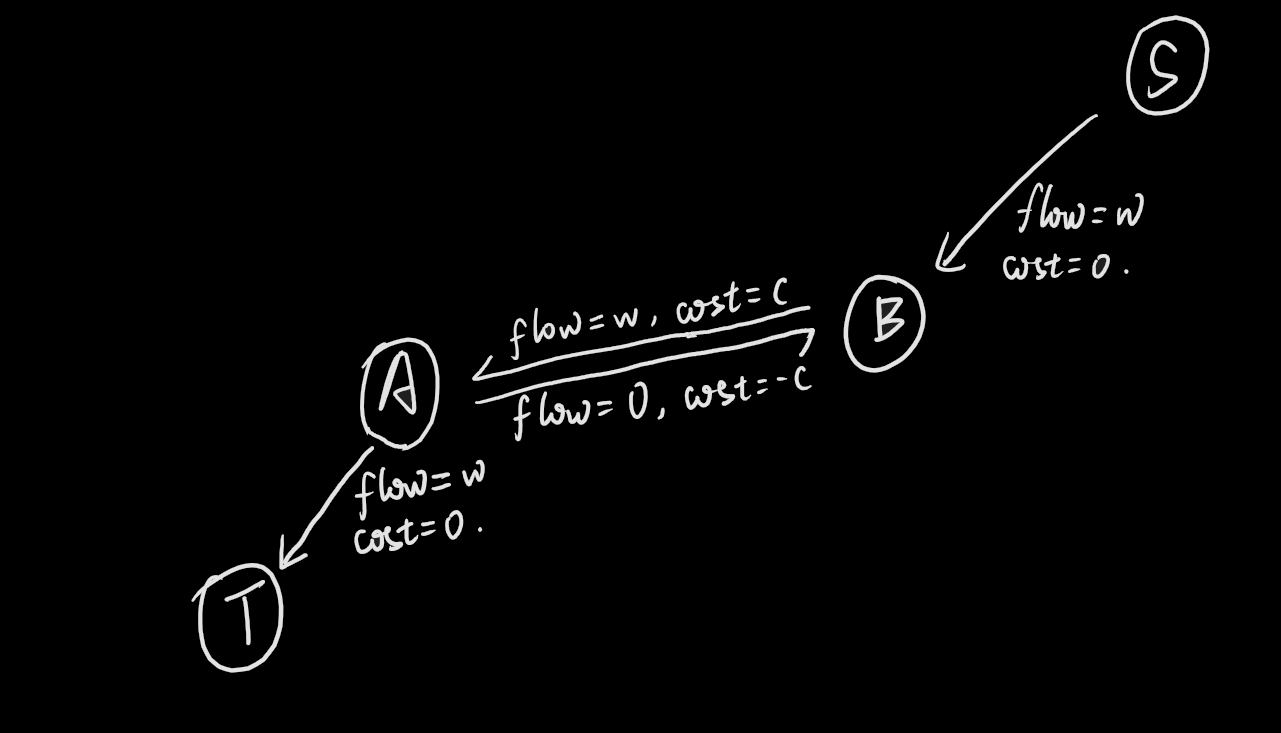 S
flow=w
cost=0.
flow=w, cost=c
B
A
flow=0, cost=-c
flow=w
cost=0.
T